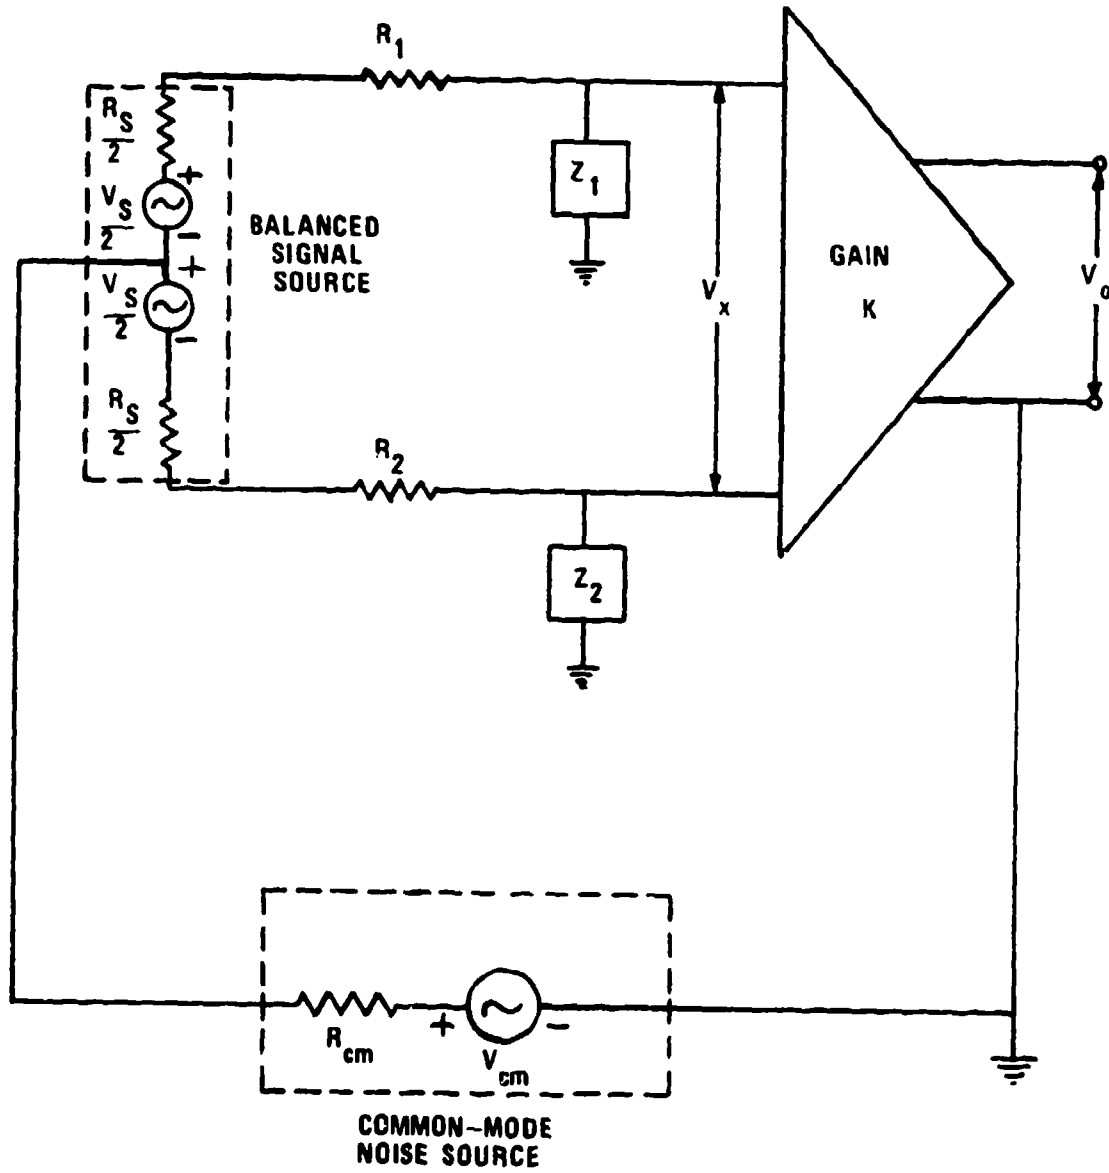 R1
RS/2
VS/2
VS/2
RS/2
BALANCED
SIGNAL
SOURCE
Z1
Vx
GAIN
K
Vo
R2
Z2
Rcm
Vcm
COMMON-MODE
NOISE SOURCE
+
-
+
-
+
-